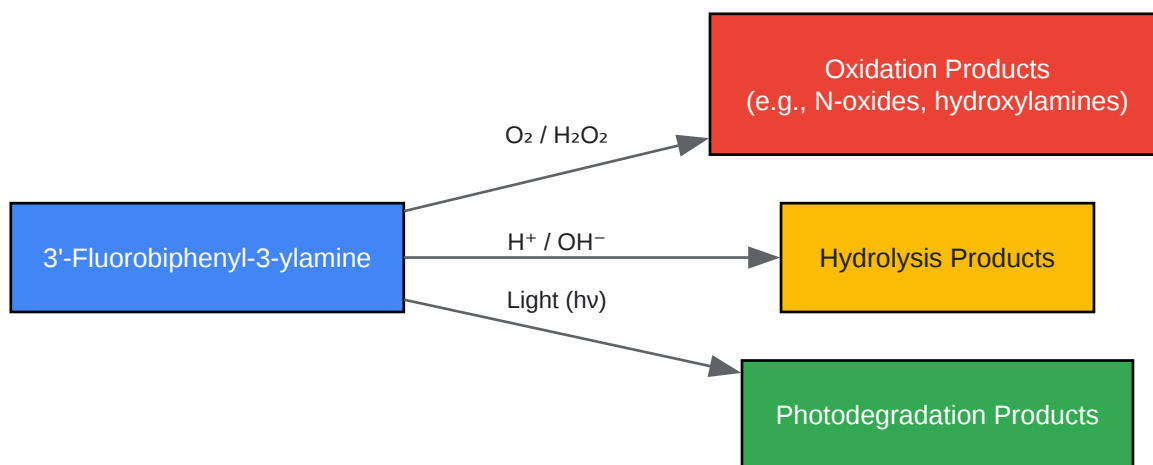 Oxidation Products
(e.g., N-oxides, hydroxylamines)
O₂ / H₂O₂
3'-Fluorobiphenyl-3-ylamine
H⁺ / OH⁻
Hydrolysis Products
Light (hν)
Photodegradation Products